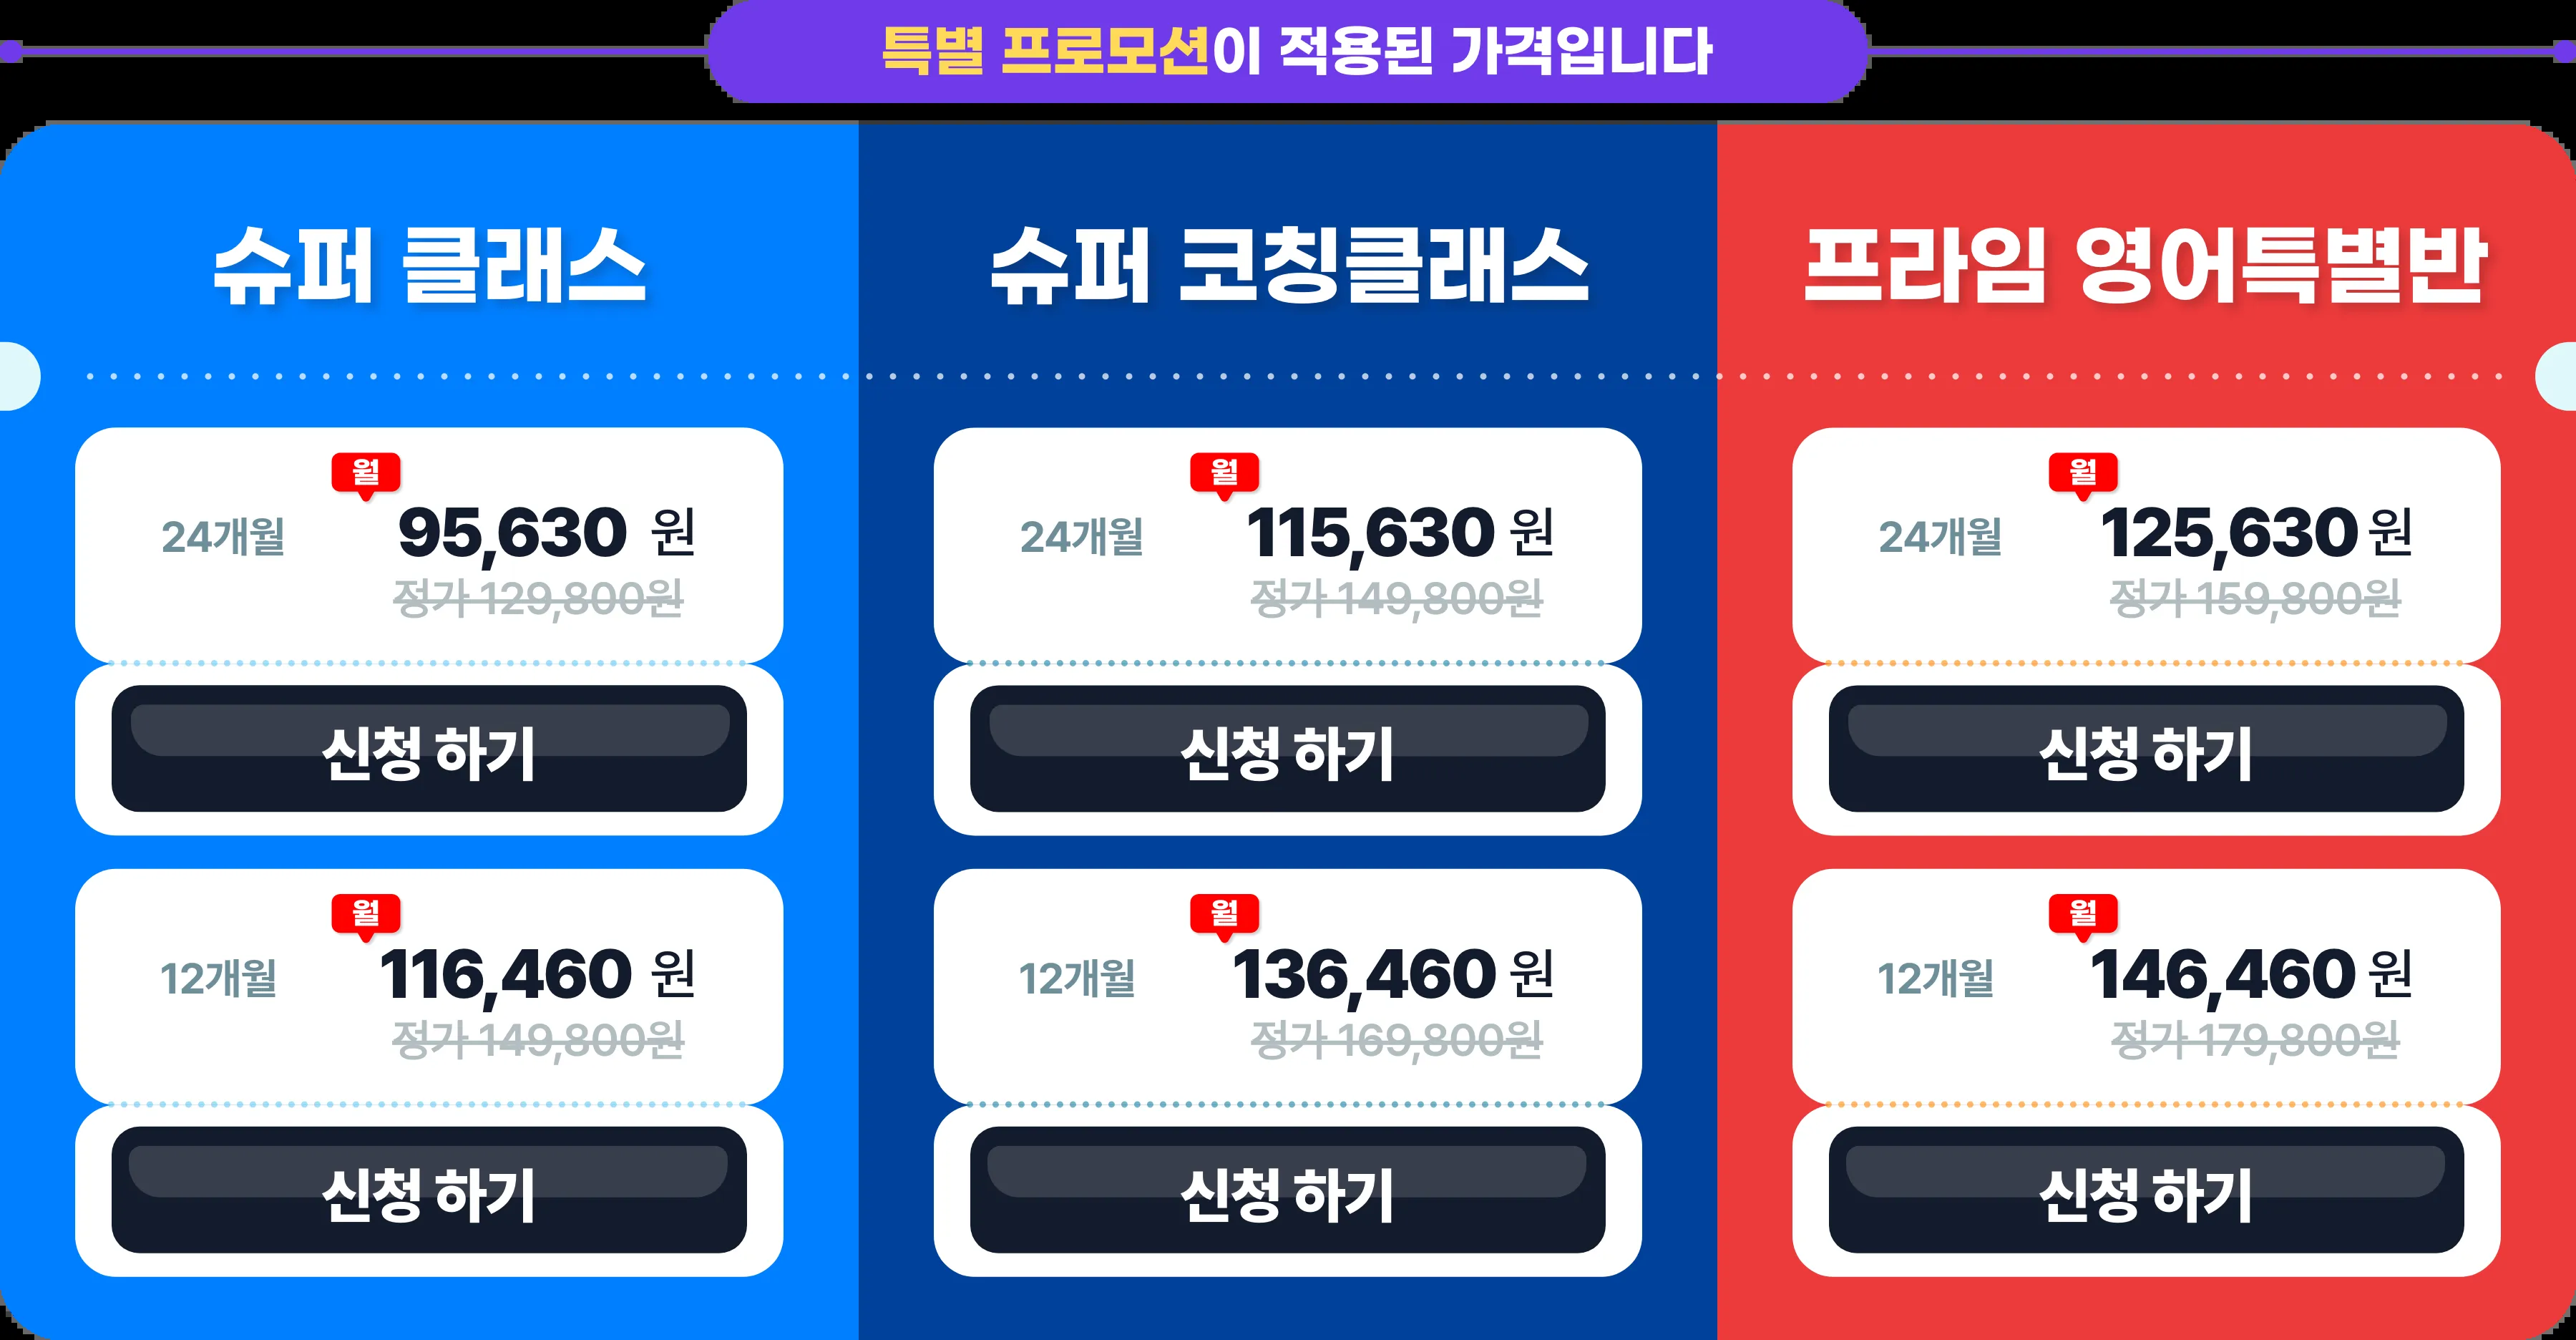 특별 프로모션이 적용된 가격입니다
슈퍼 클래스
월
24개월 95,630 원
정가 129,800원
신청 하기
월
12개월 116,460 원
정가 149,800원
신청 하기
슈퍼 코칭클래스
월
24개월 115,630 원
정가 149,800원
신청 하기
월
12개월 136,460 원
정가 169,800원
신청 하기
프라임 영어특별반
월
24개월 125,630 원
정가 159,800원
신청 하기
월
12개월 146,460 원
정가 179,800원
신청 하기